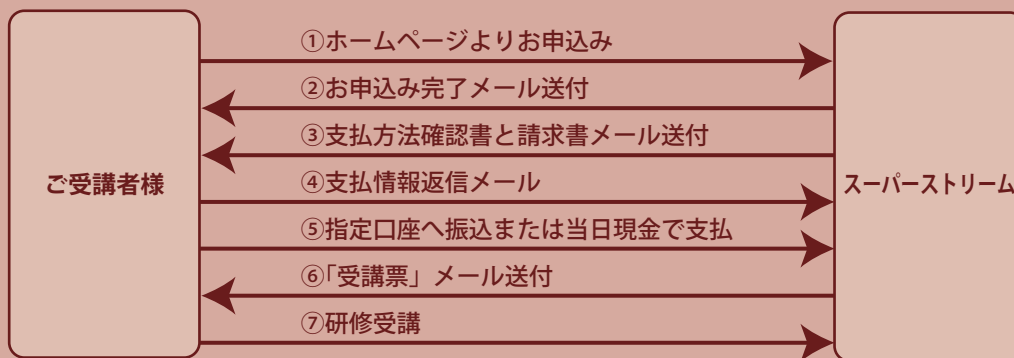 ①ホームページよりお申込み
②お申込み完了メール送付
③支払方法確認書と請求書メール送付
ご受講者様
④支払情報返信メール
スーパーストリーム
⑤指定口座へ振込または当日現金で支払
⑥「受講票」メール送付
⑦研修受講